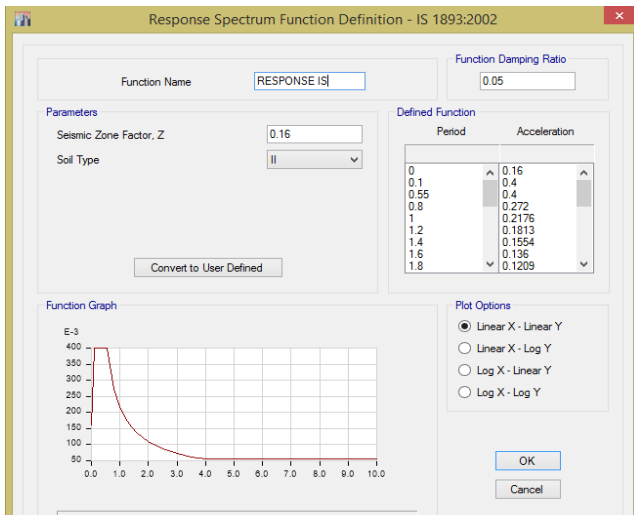 Response Spectrum Function Definition - IS 1893:2002
Function Name
RESPONSE IS
Function Damping Ratio
0.05
Parameters
Seismic Zone Factor, Z
0.16
Soil Type
II
Convert to User Defined
Defined Function
Period Acceleration
0 0.16
0.1 0.4
0.55 0.4
0.8 0.272
1 0.2176
1.2 0.1813
1.4 0.1554
1.6 0.136
1.8 0.1209
Function Graph
E-3
400
350
300
250
200
150
100
50
0.0 1.0 2.0 3.0 4.0 5.0 6.0 7.0 8.0 9.0 10.0
Plot Options
Linear X - Linear Y
Linear X - Log Y
Log X - Linear Y
Log X - Log Y
OK
Cancel